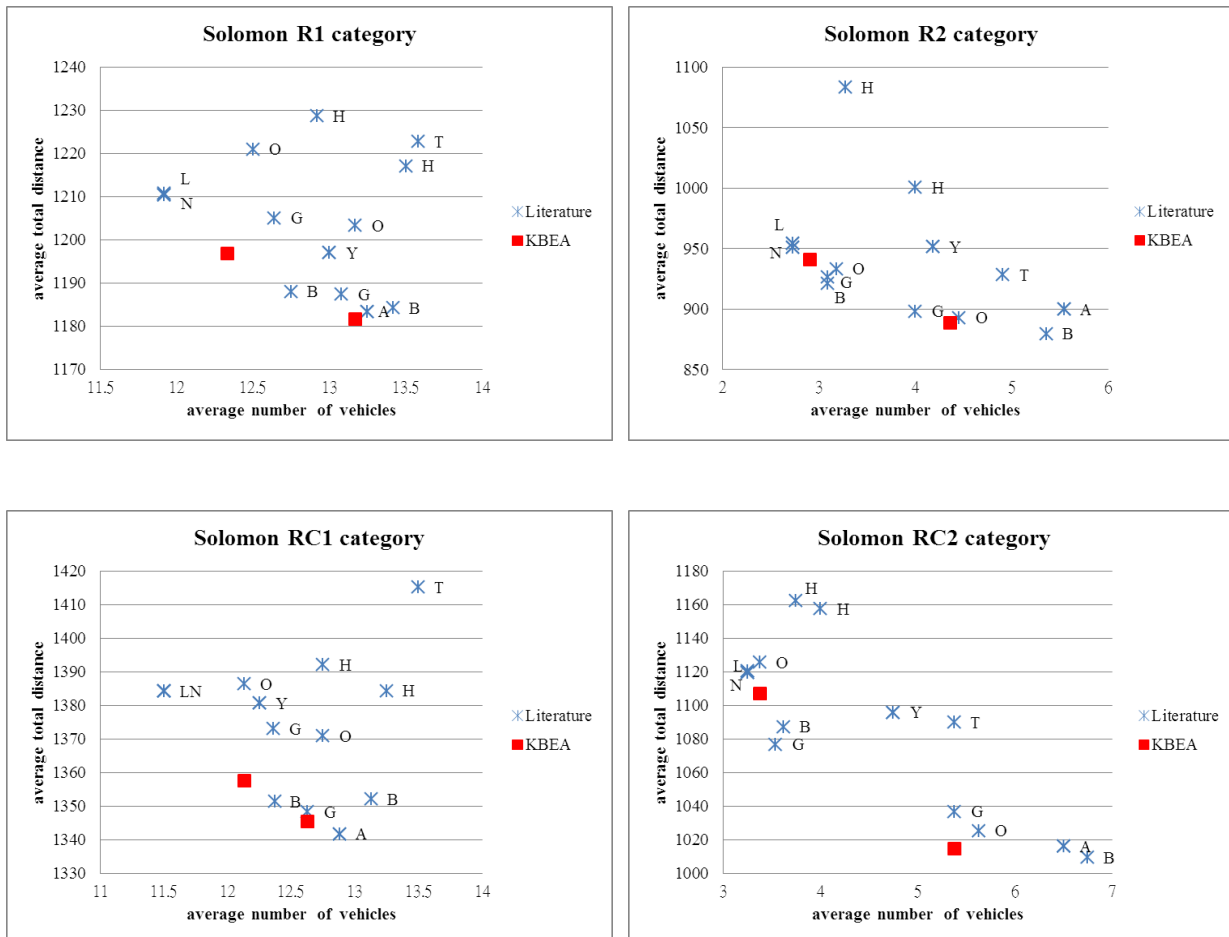 Solomon R1 category
average total distance
1240
1230
1220
1210
1200
1190
1180
1170
H
T
O
H
L
N
G
O
Y
B
G
A
B
11.5 12 12.5 13 13.5 14
average number of vehicles
Literature
KBEA
Solomon R2 category
average total distance
1100
1050
1000
950
900
850
H
H
L
N
Y
O
G
B
T
G
O
A
B
2 3 4 5 6
average number of vehicles
Literature
KBEA
Solomon RC1 category
average total distance
1420
1410
1400
1390
1380
1370
1360
1350
1340
1330
T
H
LN
O
H
Y
G
O
B
B
G
A
11 11.5 12 12.5 13 13.5 14
average number of vehicles
Literature
KBEA
Solomon RC2 category
average total distance
1180
1160
1140
1120
1100
1080
1060
1040
1020
1000
H
H
L
O
N
B
Y
T
G
G
O
A
B
3 4 5 6 7
average number of vehicles
Literature
KBEA